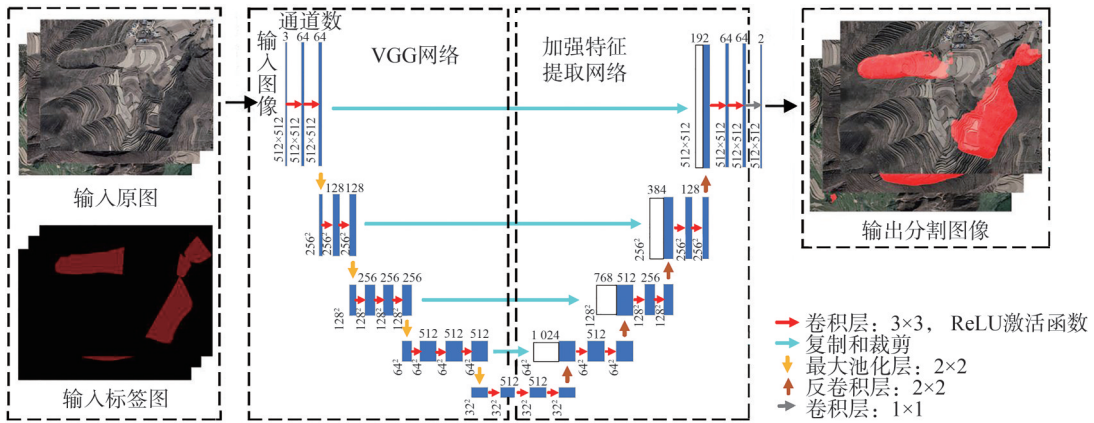 输入原图
输入标签图
通道数
3 64 64
输入图像
VGG网络
512×512
512×512
512×512
128 128
256²
256²
256²
256 256 256
128²
128²
128²
128²
512 512 512
64²
64²
64²
64²
512 512
32²
32²
32²
32²
加强特征
提取网络
192 64 64 2
512×512
512×512
512×512
512×512
384 128
256²
256²
256²
768 512 256
128²
128²
128²
1 024 512
64²
64²
64²
输出分割图像
卷积层：3×3， ReLU激活函数
复制和裁剪
最大池化层：2×2
反卷积层：2×2
卷积层：1×1